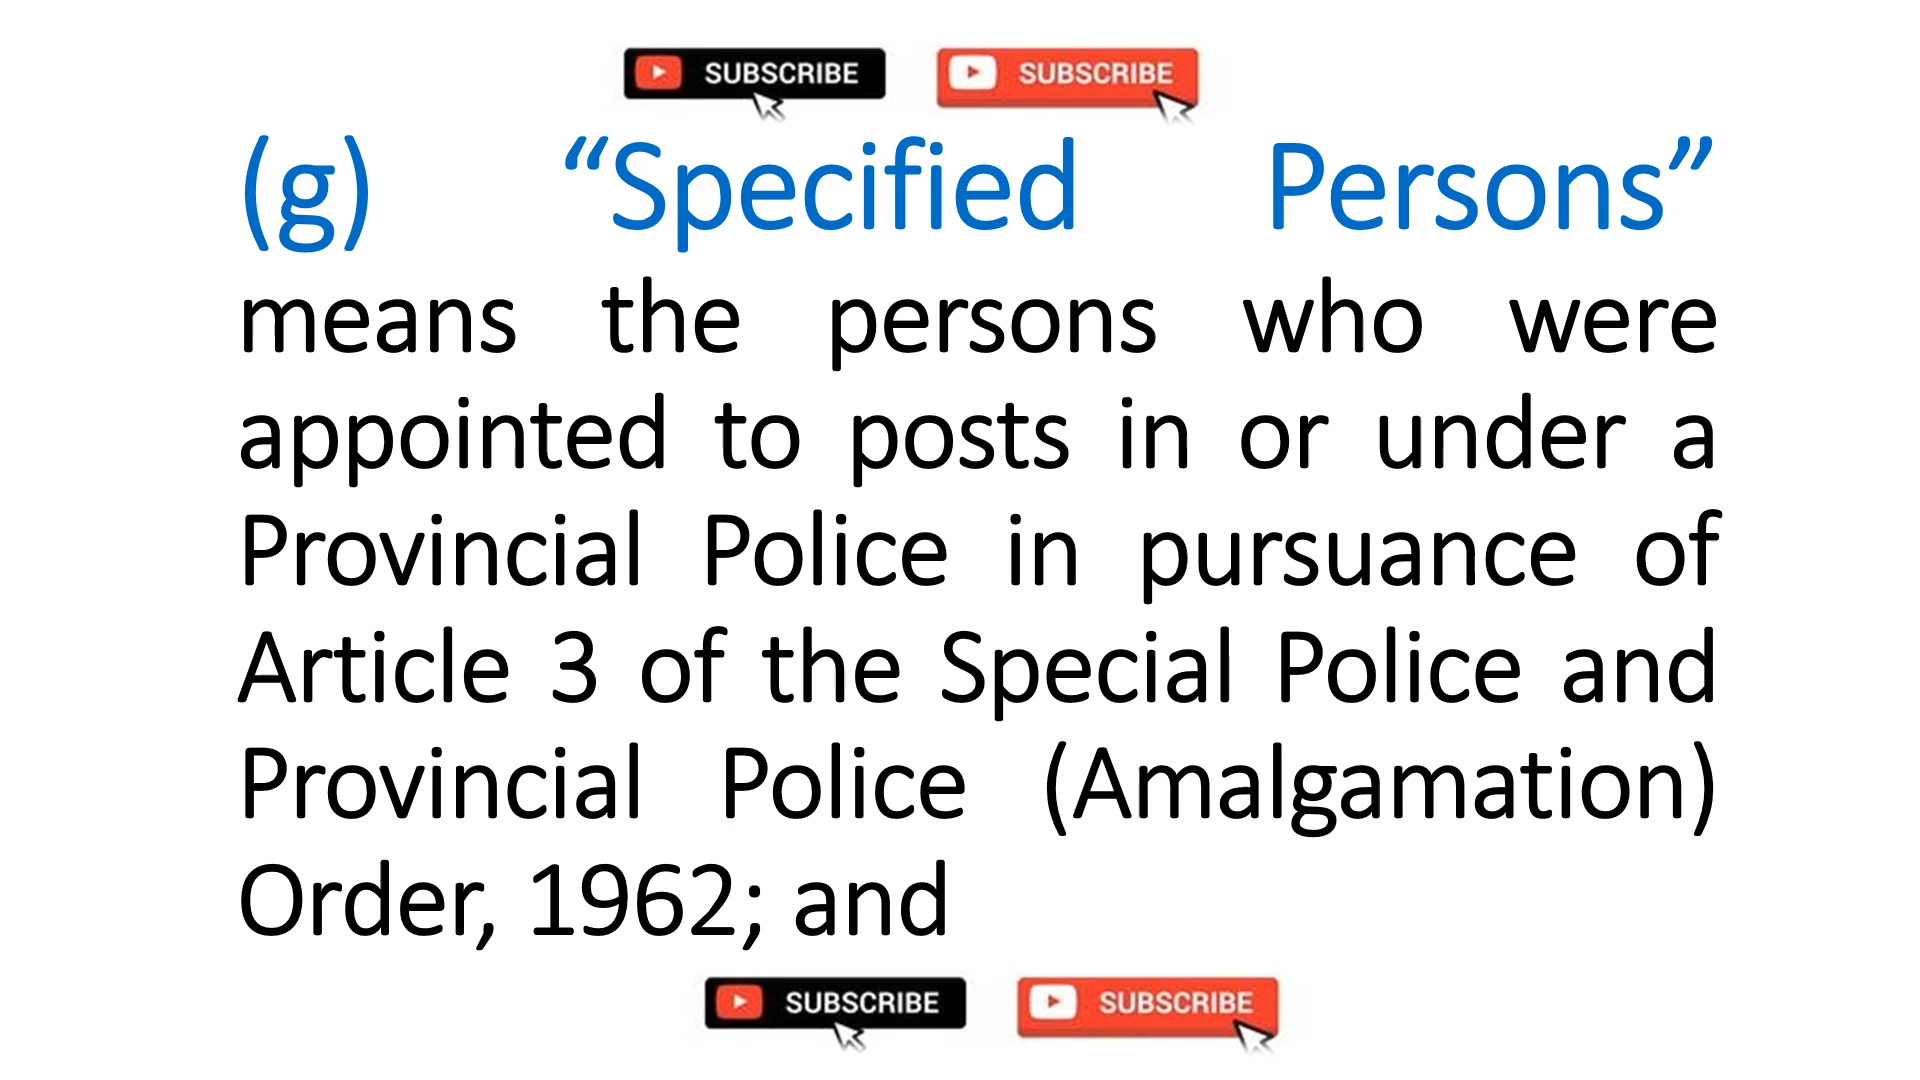 SUBSCRIBE SUBSCRIBE
(g) “Specified Persons”
means the persons who were
appointed to posts in or under a
Provincial Police in pursuance of
Article 3 of the Special Police and
Provincial Police (Amalgamation)
Order, 1962; and
SUBSCRIBE SUBSCRIBE